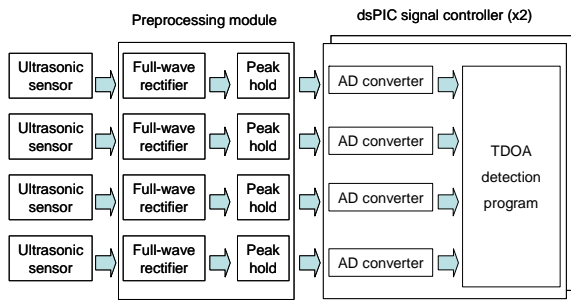 Preprocessing module
dsPIC signal controller (x2)
Ultrasonic
sensor
Full-wave
rectifier
Peak
hold
AD converter
Ultrasonic
sensor
Full-wave
rectifier
Peak
hold
AD converter
Ultrasonic
sensor
Full-wave
rectifier
Peak
hold
AD converter
Ultrasonic
sensor
Full-wave
rectifier
Peak
hold
AD converter
TDOA
detection
program